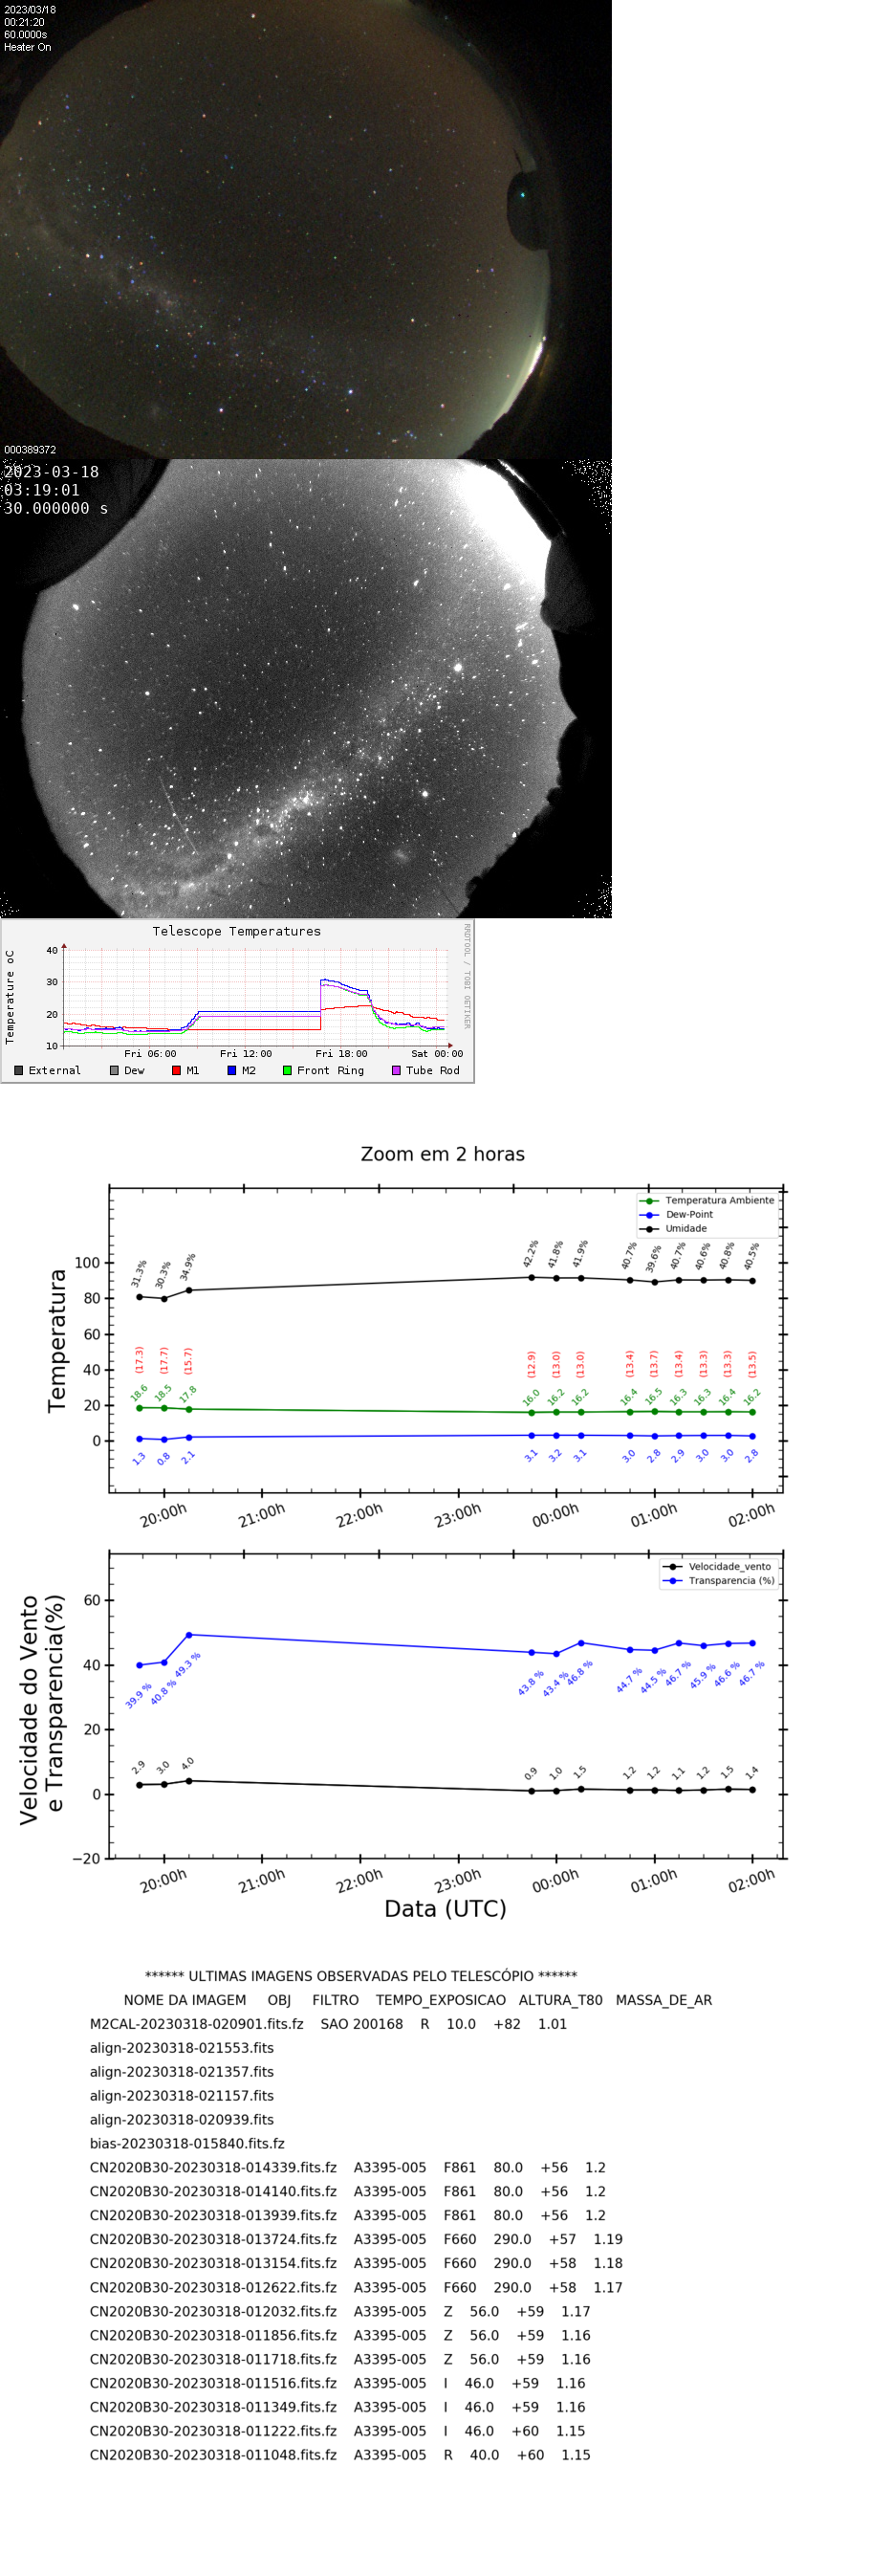 2023/03/18
00:21:20
60.0000s
Heater On
000389372
2023-03-18
03:19:01
30.000000 s
Telescope Temperatures
RRDTOOL / TOBI OETIKER
Temperature oC
40
30
20
10
Fri 06:00 Fri 12:00 Fri 18:00 Sat 00:00
External Dew M1 M2 Front Ring Tube Rod
Zoom em 2 horas
Temperatura Ambiente
Dew-Point
Umidade
Temperatura
100
80
60
40
20
0
31.3% 30.3% 34.9% 42.2% 41.8% 41.9% 40.7% 39.6% 40.7% 40.6% 40.8% 40.5%
(17.3) (17.7) (15.7) (12.9) (13.0) (13.0) (13.4) (13.7) (13.4) (13.3) (13.3) (13.5)
18.6 18.5 17.8 16.0 16.2 16.2 16.4 16.5 16.3 16.3 16.4 16.2
1.3 0.8 2.1 3.1 3.2 3.1 3.0 2.8 2.9 3.0 3.0 2.8
20:00h 21:00h 22:00h 23:00h 00:00h 01:00h 02:00h
Velocidade_vento
Transparencia (%)
Velocidade do Vento
e Transparencia(%)
60
40
20
0
−20
39.9 % 40.8 % 49.3 % 43.8 % 43.4 % 46.8 % 44.7 % 44.5 % 46.7 % 45.9 % 46.6 % 46.7 %
2.9 3.0 4.0 0.9 1.0 1.5 1.2 1.2 1.1 1.2 1.5 1.4
20:00h 21:00h 22:00h 23:00h 00:00h 01:00h 02:00h
Data (UTC)
****** ULTIMAS IMAGENS OBSERVADAS PELO TELESCÓPIO ******
NOME DA IMAGEM OBJ FILTRO TEMPO_EXPOSICAO ALTURA_T80 MASSA_DE_AR
M2CAL-20230318-020901.fits.fz SAO 200168 R 10.0 +82 1.01
align-20230318-021553.fits
align-20230318-021357.fits
align-20230318-021157.fits
align-20230318-020939.fits
bias-20230318-015840.fits.fz
CN2020B30-20230318-014339.fits.fz A3395-005 F861 80.0 +56 1.2
CN2020B30-20230318-014140.fits.fz A3395-005 F861 80.0 +56 1.2
CN2020B30-20230318-013939.fits.fz A3395-005 F861 80.0 +56 1.2
CN2020B30-20230318-013724.fits.fz A3395-005 F660 290.0 +57 1.19
CN2020B30-20230318-013154.fits.fz A3395-005 F660 290.0 +58 1.18
CN2020B30-20230318-012622.fits.fz A3395-005 F660 290.0 +58 1.17
CN2020B30-20230318-012032.fits.fz A3395-005 Z 56.0 +59 1.17
CN2020B30-20230318-011856.fits.fz A3395-005 Z 56.0 +59 1.16
CN2020B30-20230318-011718.fits.fz A3395-005 Z 56.0 +59 1.16
CN2020B30-20230318-011516.fits.fz A3395-005 I 46.0 +59 1.16
CN2020B30-20230318-011349.fits.fz A3395-005 I 46.0 +59 1.16
CN2020B30-20230318-011222.fits.fz A3395-005 I 46.0 +60 1.15
CN2020B30-20230318-011048.fits.fz A3395-005 R 40.0 +60 1.15